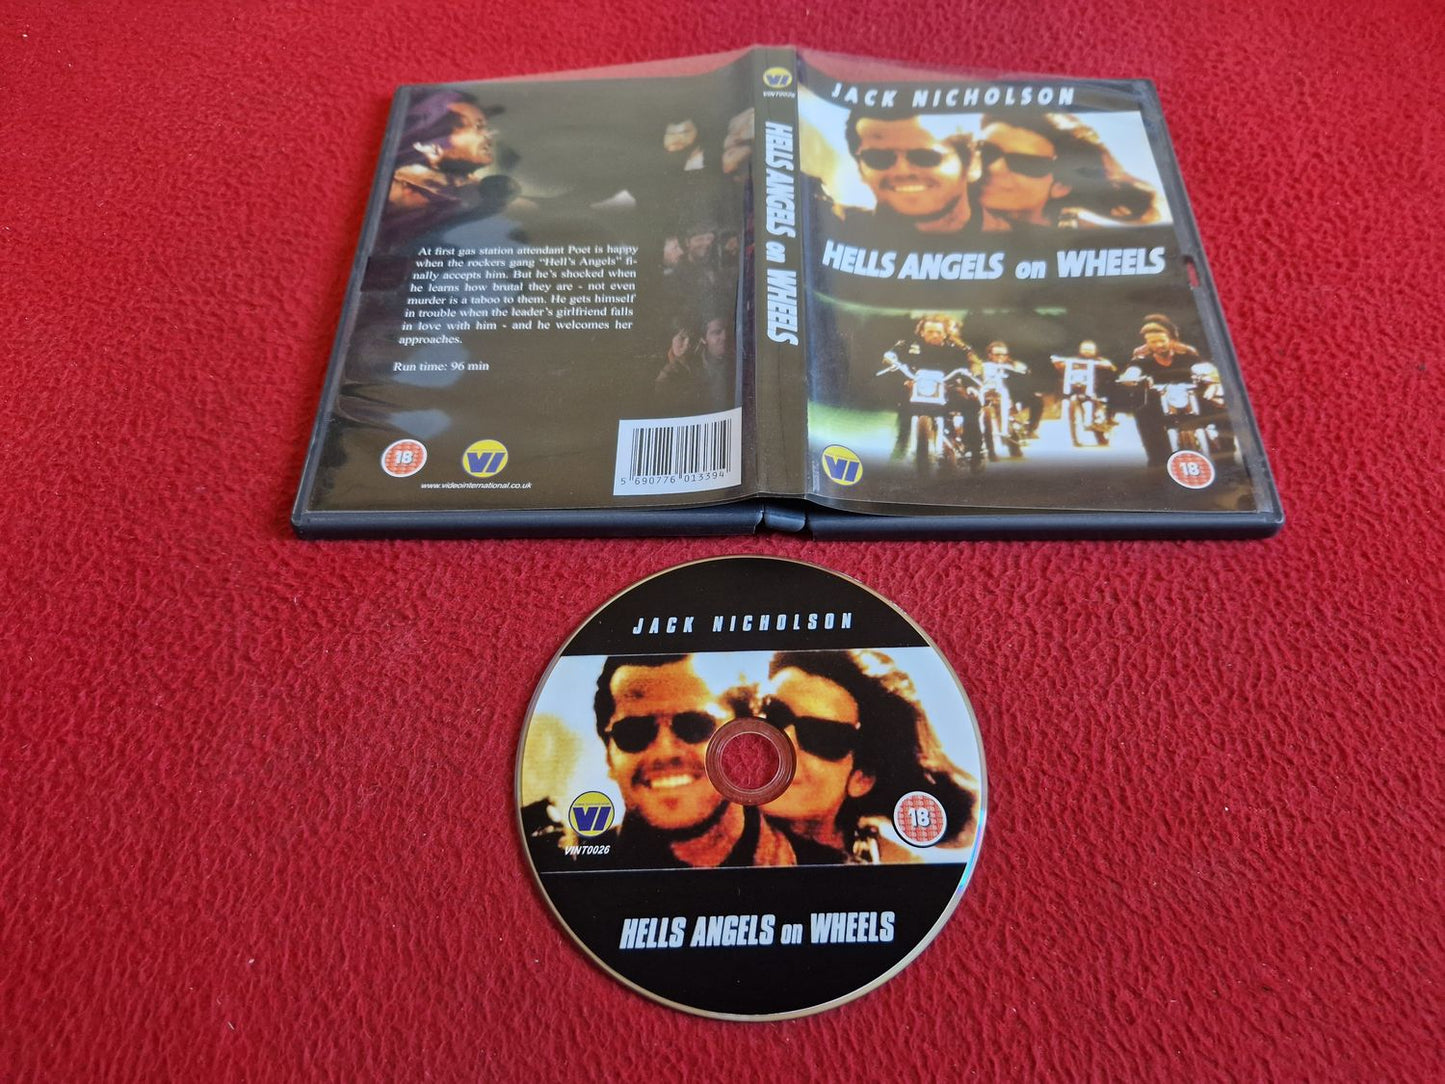 At first gas station attendant Poet is happy
when the rockers gang "Hell's Angels" fi-
nally accepts him. But he's shocked when
he learns how brutal they are - not even
murder is a taboo to them. He gets himself
in trouble when the leader's girlfriend falls
in love with him - and he welcomes her
approaches.
Run time: 96 min
18
VI
www.videointernational.co.uk
5 690776 013394
VI
VINT0026
HELLS ANGELS on WHEELS
JACK NICHOLSON
HELLS ANGELS on WHEELS
VI
18
JACK NICHOLSON
VI
VINT0026
18
HELLS ANGELS on WHEELS